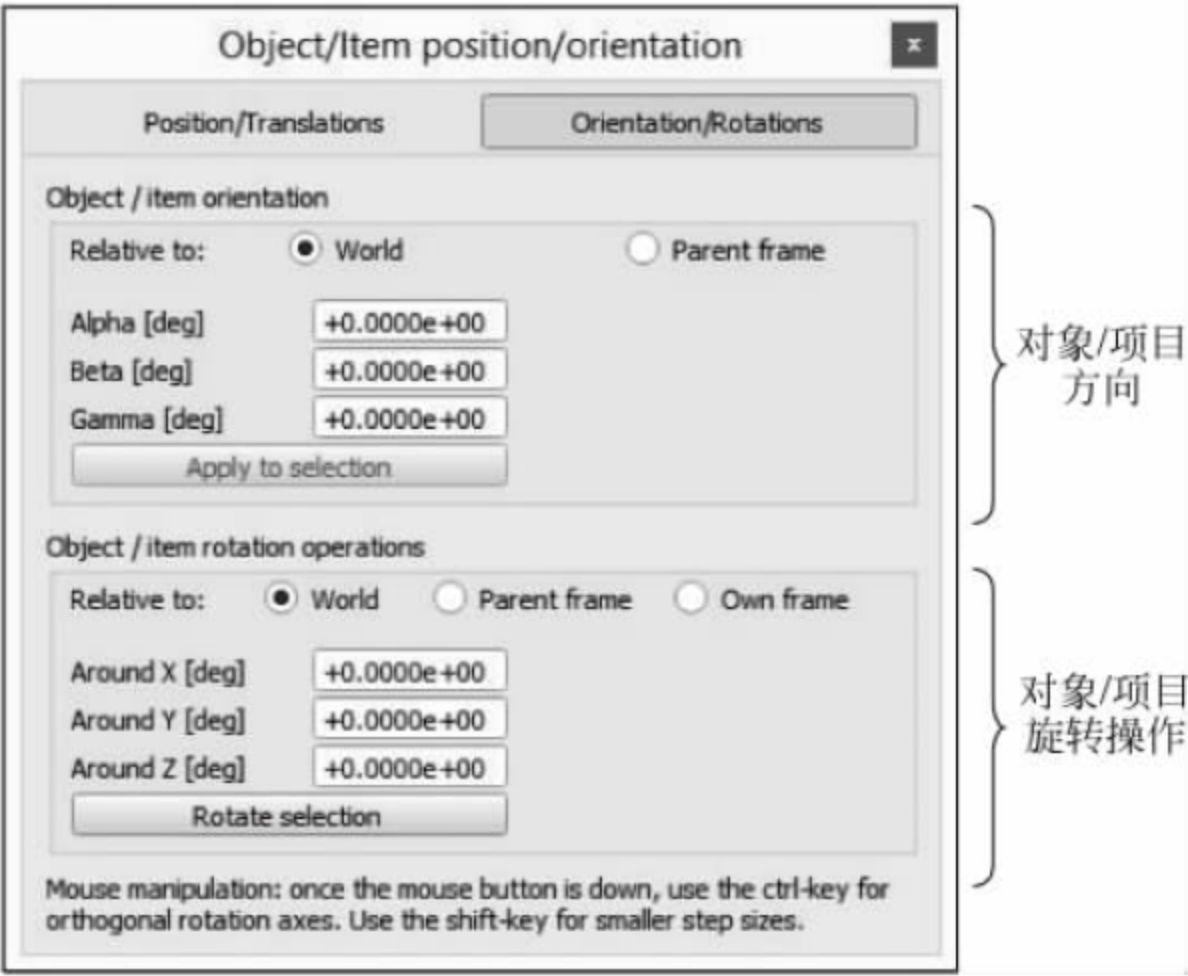 Object/Item position/orientation
x
Position/Translations
Orientation/Rotations
Object / item orientation
Relative to:
World
Parent frame
Alpha [deg]
+0.0000e+00
Beta [deg]
+0.0000e+00
Gamma [deg]
+0.0000e+00
Apply to selection
对象/项目
方向
Object / item rotation operations
Relative to:
World
Parent frame
Own frame
Around X [deg]
+0.0000e+00
Around Y [deg]
+0.0000e+00
Around Z [deg]
+0.0000e+00
Rotate selection
对象/项目
旋转操作
Mouse manipulation: once the mouse button is down, use the ctrl-key for
orthogonal rotation axes. Use the shift-key for smaller step sizes.